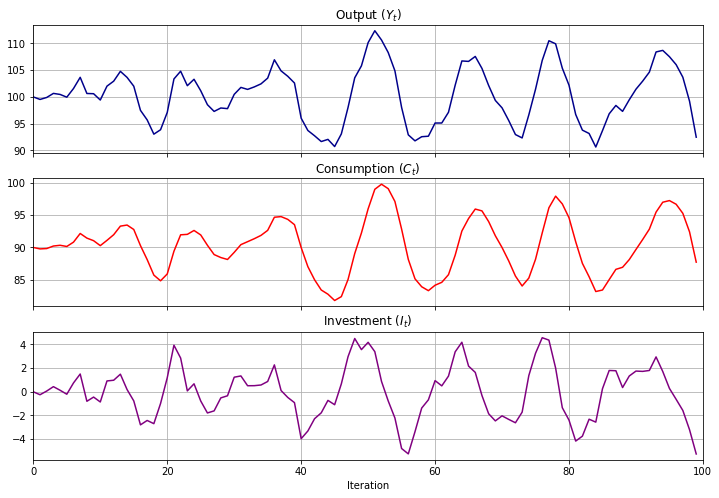 Output (Y_t)
110
105
100
95
90
Consumption (C_t)
100
95
90
85
Investment (I_t)
4
2
0
−2
−4
0 20 40 60 80 100
Iteration